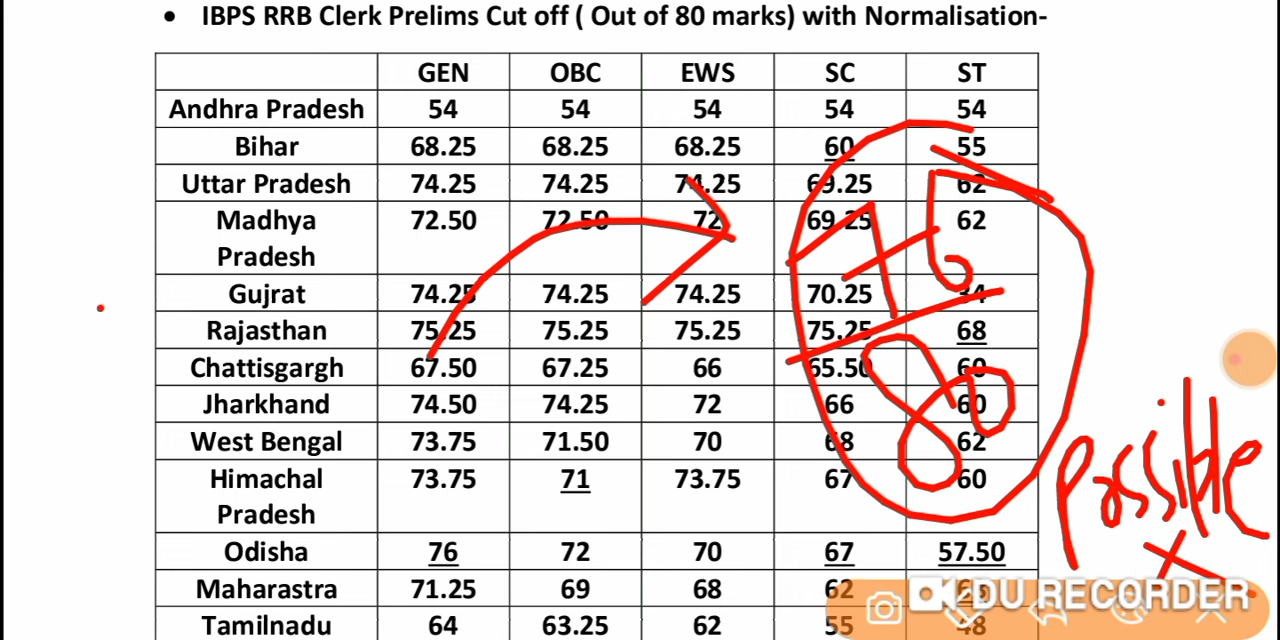 • IBPS RRB Clerk Prelims Cut off ( Out of 80 marks) with Normalisation-
GEN OBC EWS SC ST
Andhra Pradesh 54 54 54 54 54
Bihar 68.25 68.25 68.25 60 55
Uttar Pradesh 74.25 74.25 74.25 69.25 62
Madhya Pradesh 72.50 72.50 72 69.25 62
Gujrat 74.25 74.25 74.25 70.25 34
Rajasthan 75.25 75.25 75.25 75.25 68
Chattisgargh 67.50 67.25 66 65.50 60
Jharkhand 74.50 74.25 72 66 60
West Bengal 73.75 71.50 70 68 62
Himachal Pradesh 73.75 71 73.75 67 60
Odisha 76 72 70 67 57.50
Maharastra 71.25 69 68 62
Tamilnadu 64 63.25 62 55 48
76
80
possible
DU RECORDER